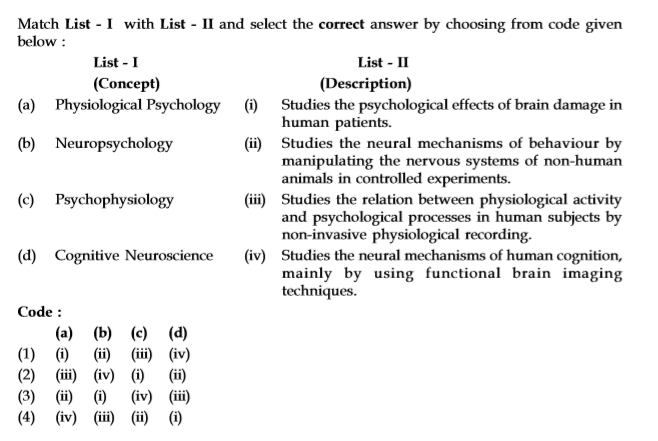 Match List - I with List - II and select the correct answer by choosing from code given
below :
List - I List - II
(Concept) (Description)
(a) Physiological Psychology (i) Studies the psychological effects of brain damage in
human patients.
(b) Neuropsychology (ii) Studies the neural mechanisms of behaviour by
manipulating the nervous systems of non-human
animals in controlled experiments.
(c) Psychophysiology (iii) Studies the relation between physiological activity
and psychological processes in human subjects by
non-invasive physiological recording.
(d) Cognitive Neuroscience (iv) Studies the neural mechanisms of human cognition,
mainly by using functional brain imaging
techniques.
Code :
(a) (b) (c) (d)
(1) (i) (ii) (iii) (iv)
(2) (iii) (iv) (i) (ii)
(3) (ii) (i) (iv) (iii)
(4) (iv) (iii) (ii) (i)